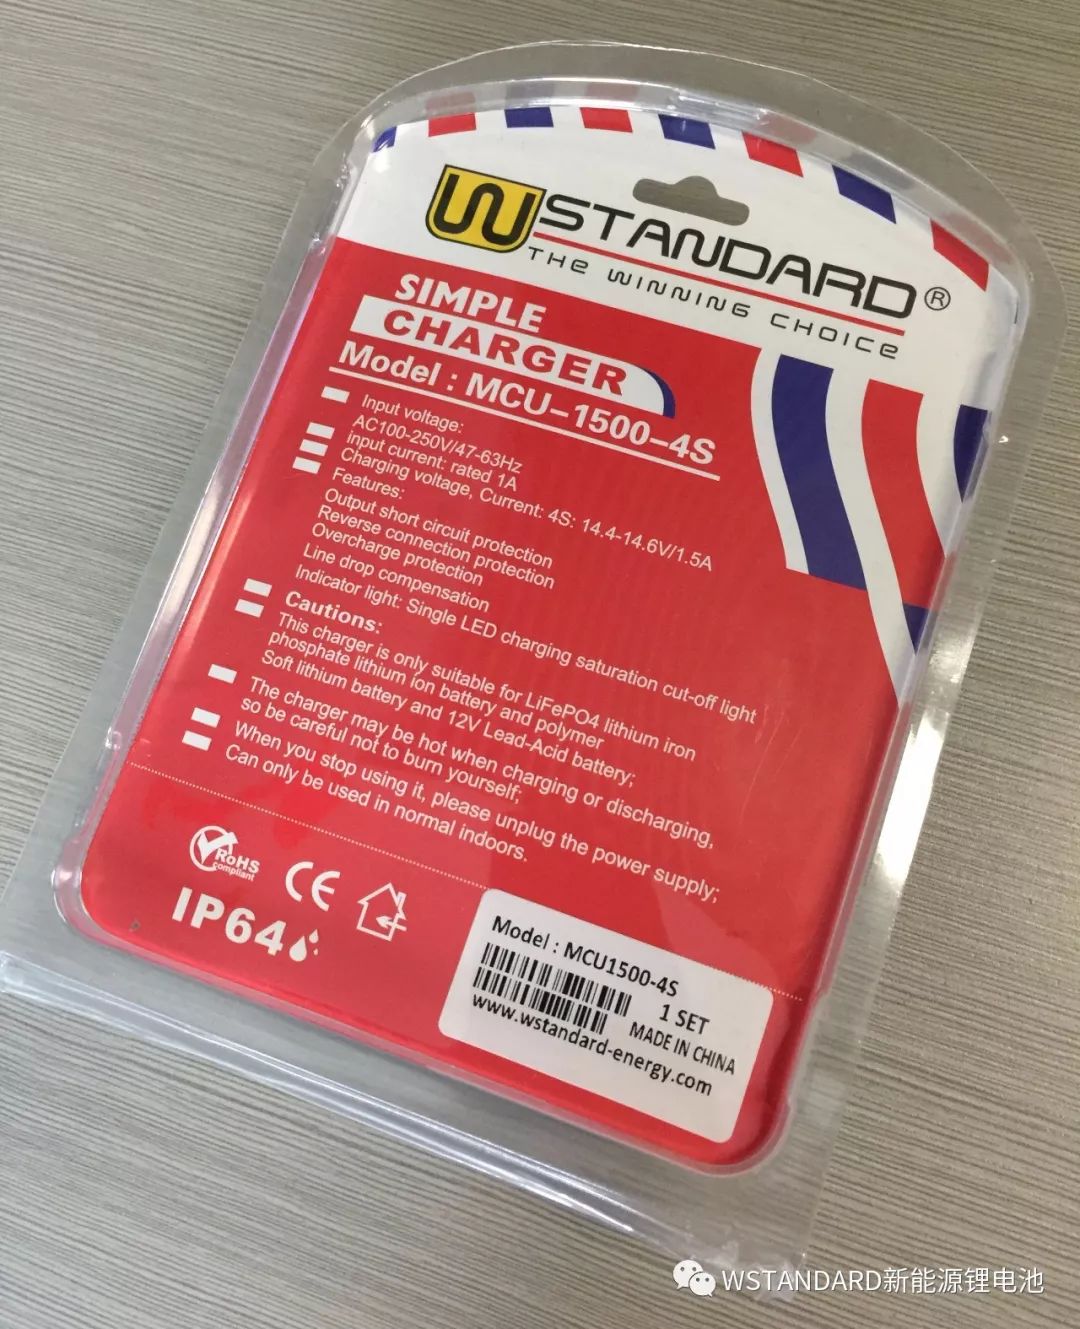 W STANDARD®
THE WINNING CHOICE
SIMPLE
CHARGER
Model : MCU-1500-4S
Input voltage:
AC100-250V/47-63Hz
input current: rated 1A
Charging voltage, Current: 4S: 14.4-14.6V/1.5A
Features:
Output short circuit protection
Reverse connection protection
Overcharge protection
Line drop compensation
Indicator light: Single LED charging saturation cut-off light
Cautions:
This charger is only suitable for LiFePO4 lithium iron
phosphate lithium ion battery and polymer
Soft lithium battery and 12V Lead-Acid battery;
The charger may be hot when charging or discharging,
so be careful not to burn yourself;
When you stop using it, please unplug the power supply;
Can only be used in normal indoors.
RoHS
compliant
CE
IP64
Model : MCU1500-4S
1 SET
MADE IN CHINA
www.wstandard-energy.com
WSTANDARD新能源锂电池